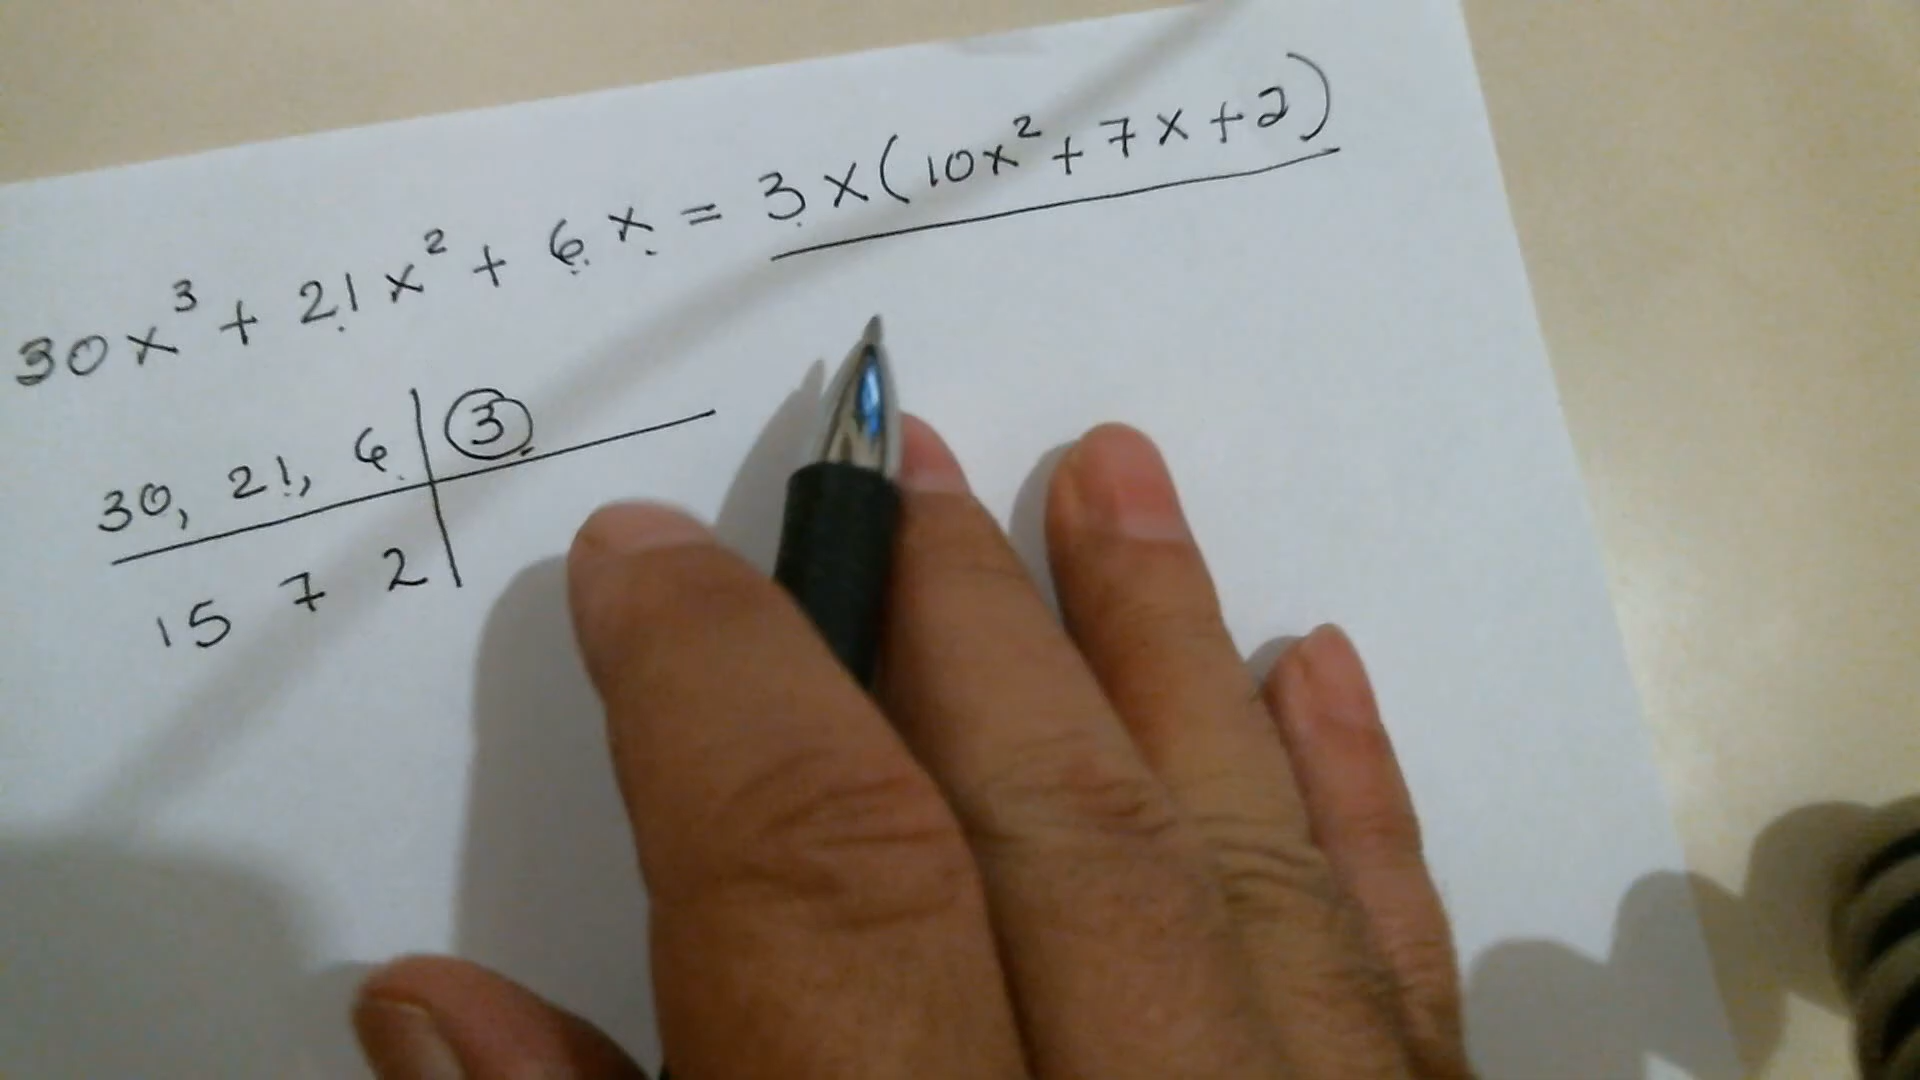 30x³ + 21x² + 6x = 3x(10x² + 7x + 2)
30, 21, 6 | 3
15 7 2 |